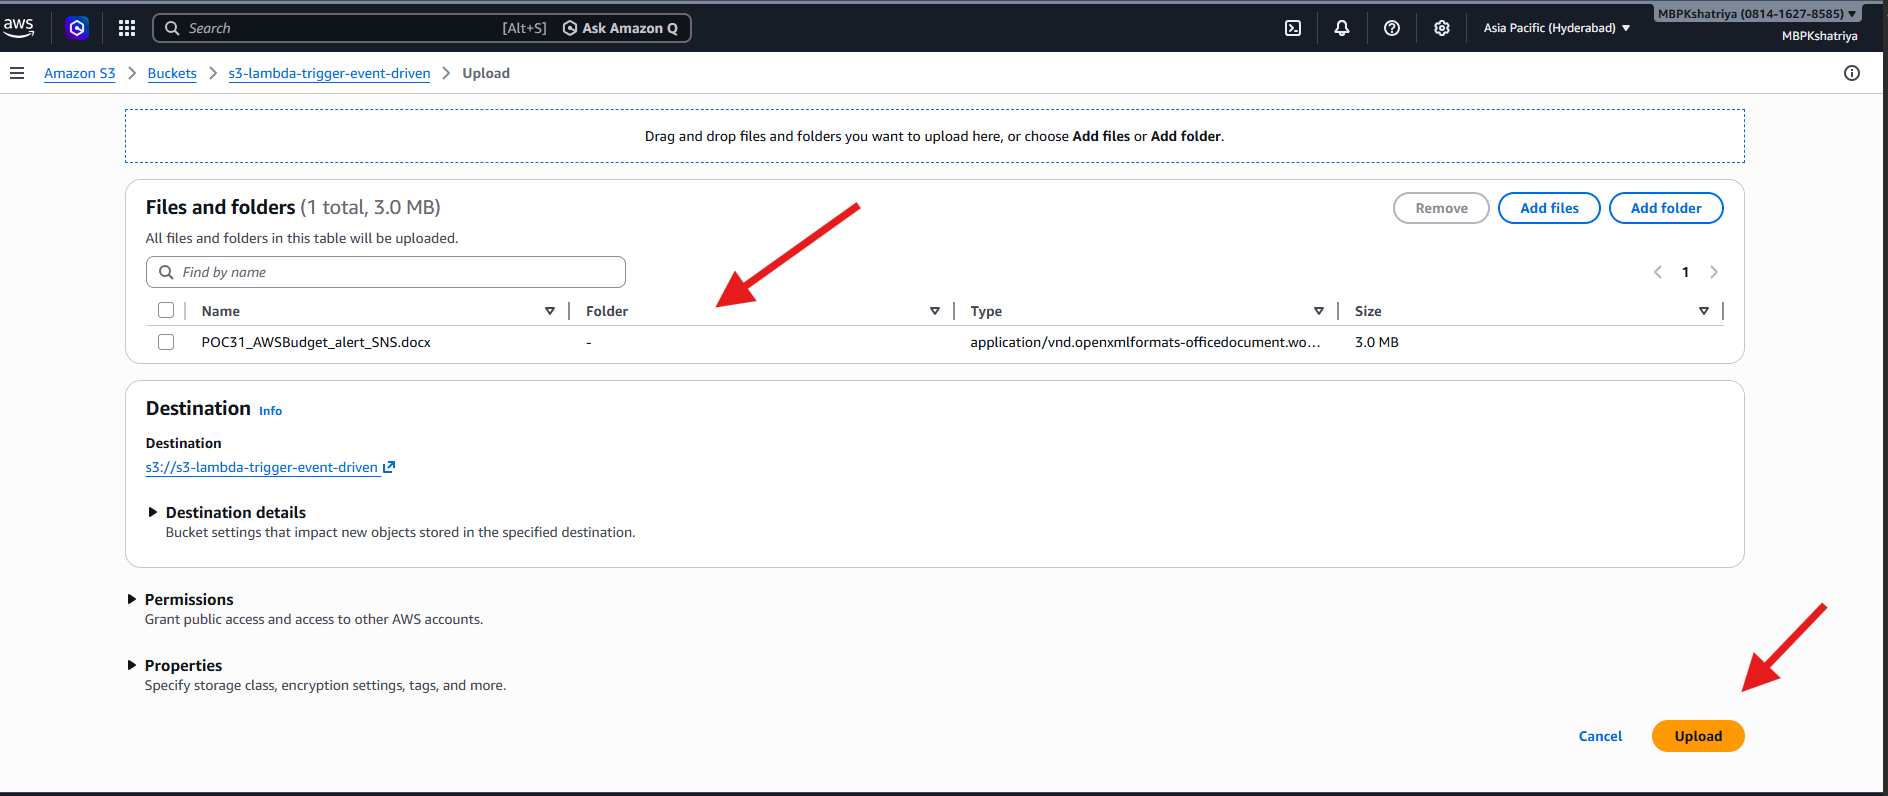 aws
Search [Alt+S] Ask Amazon Q Asia Pacific (Hyderabad) MBPKshatriya (0814-1627-8585)
MBPKshatriya
Amazon S3 Buckets s3-lambda-trigger-event-driven Upload
Drag and drop files and folders you want to upload here, or choose Add files or Add folder.
Files and folders (1 total, 3.0 MB) Remove Add files Add folder
All files and folders in this table will be uploaded.
Find by name 1
Name Folder Type Size
POC31_AWSBudget_alert_SNS.docx - application/vnd.openxmlformats-officedocument.wo... 3.0 MB
Destination Info
Destination
s3://s3-lambda-trigger-event-driven
Destination details
Bucket settings that impact new objects stored in the specified destination.
Permissions
Grant public access and access to other AWS accounts.
Properties
Specify storage class, encryption settings, tags, and more.
Cancel Upload